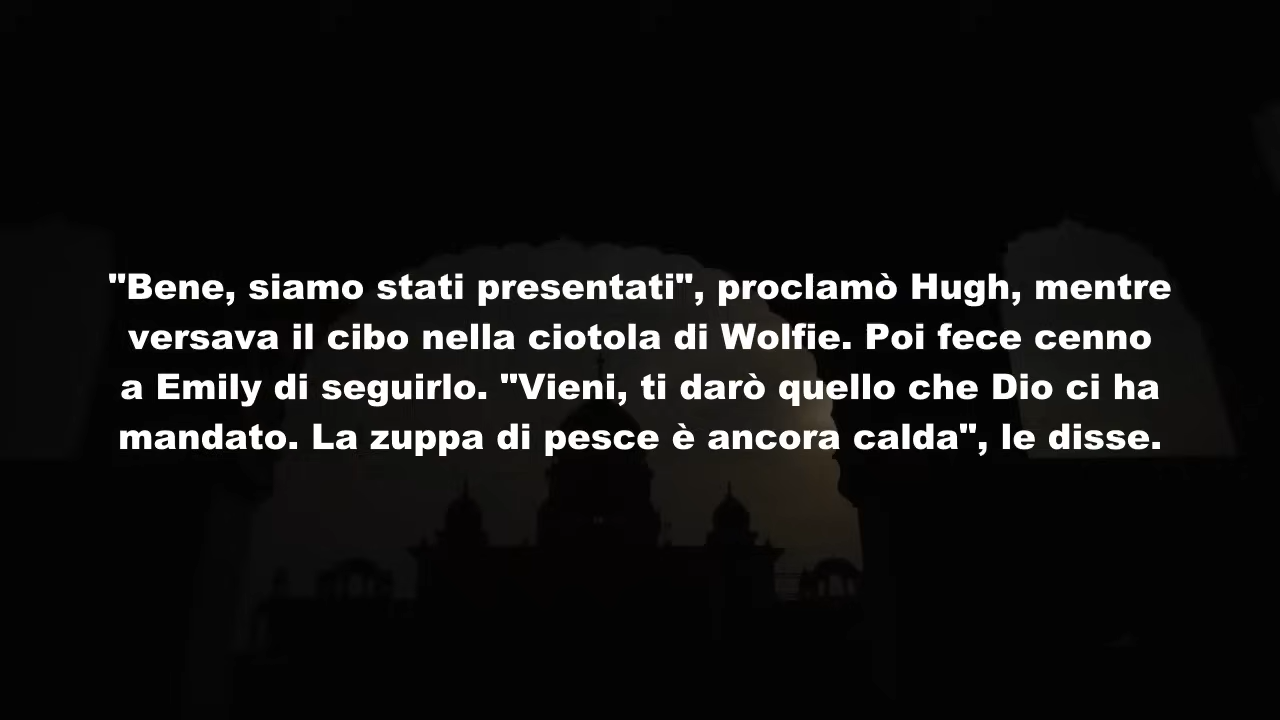 "Bene, siamo stati presentati", proclamò Hugh, mentre
versava il cibo nella ciotola di Wolfie. Poi fece cenno
a Emily di seguirlo. "Vieni, ti darò quello che Dio ci ha
mandato. La zuppa di pesce è ancora calda", le disse.